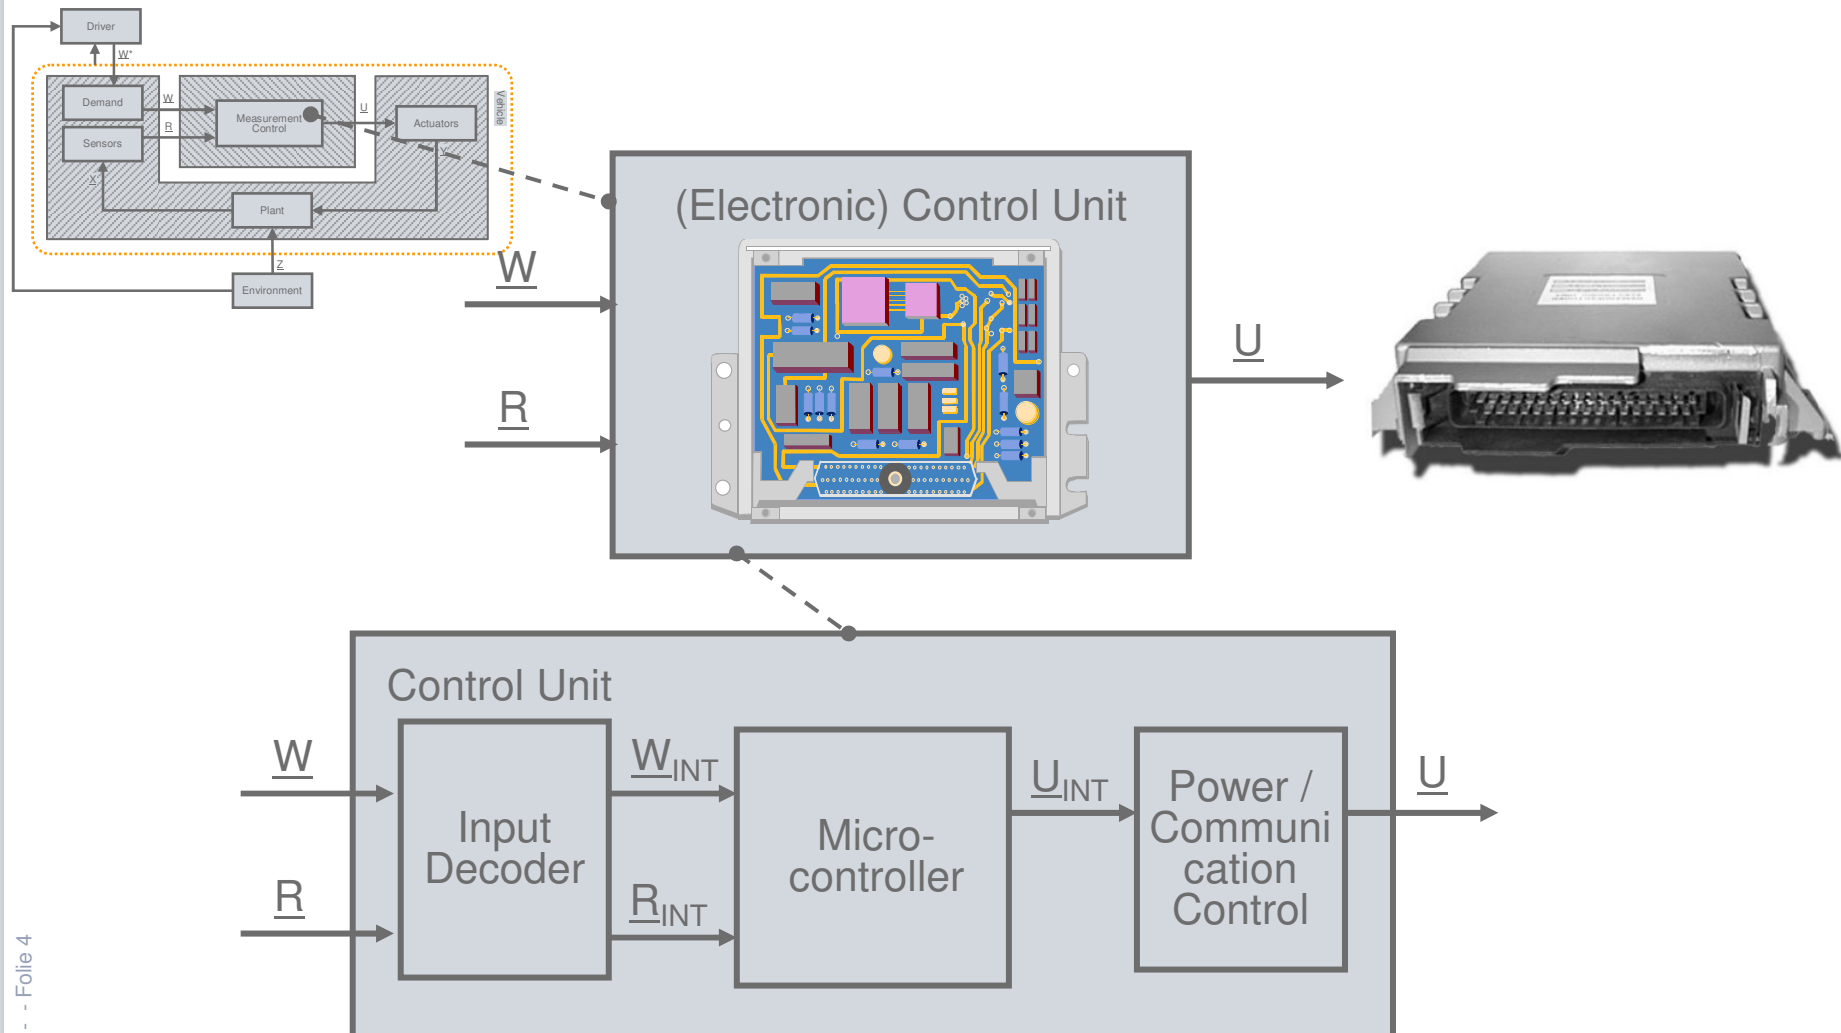 Driver
W*
Demand
W
Measurement
Control
U
Actuators
Vehicle
Sensors
R
X
Y
Plant
Z
Environment
(Electronic) Control Unit
W
R
U
Control Unit
W
R
Input
Decoder
WINT
RINT
Micro-
controller
UINT
Power /
Communi
cation
Control
U
- - Folie 4